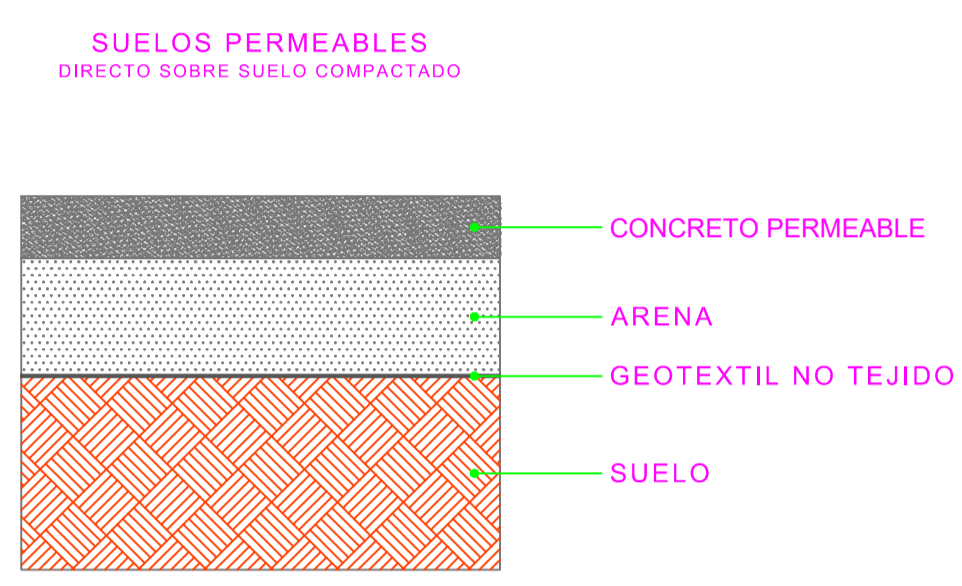 SUELOS PERMEABLES
DIRECTO SOBRE SUELO COMPACTADO
CONCRETO PERMEABLE
ARENA
GEOTEXTIL NO TEJIDO
SUELO